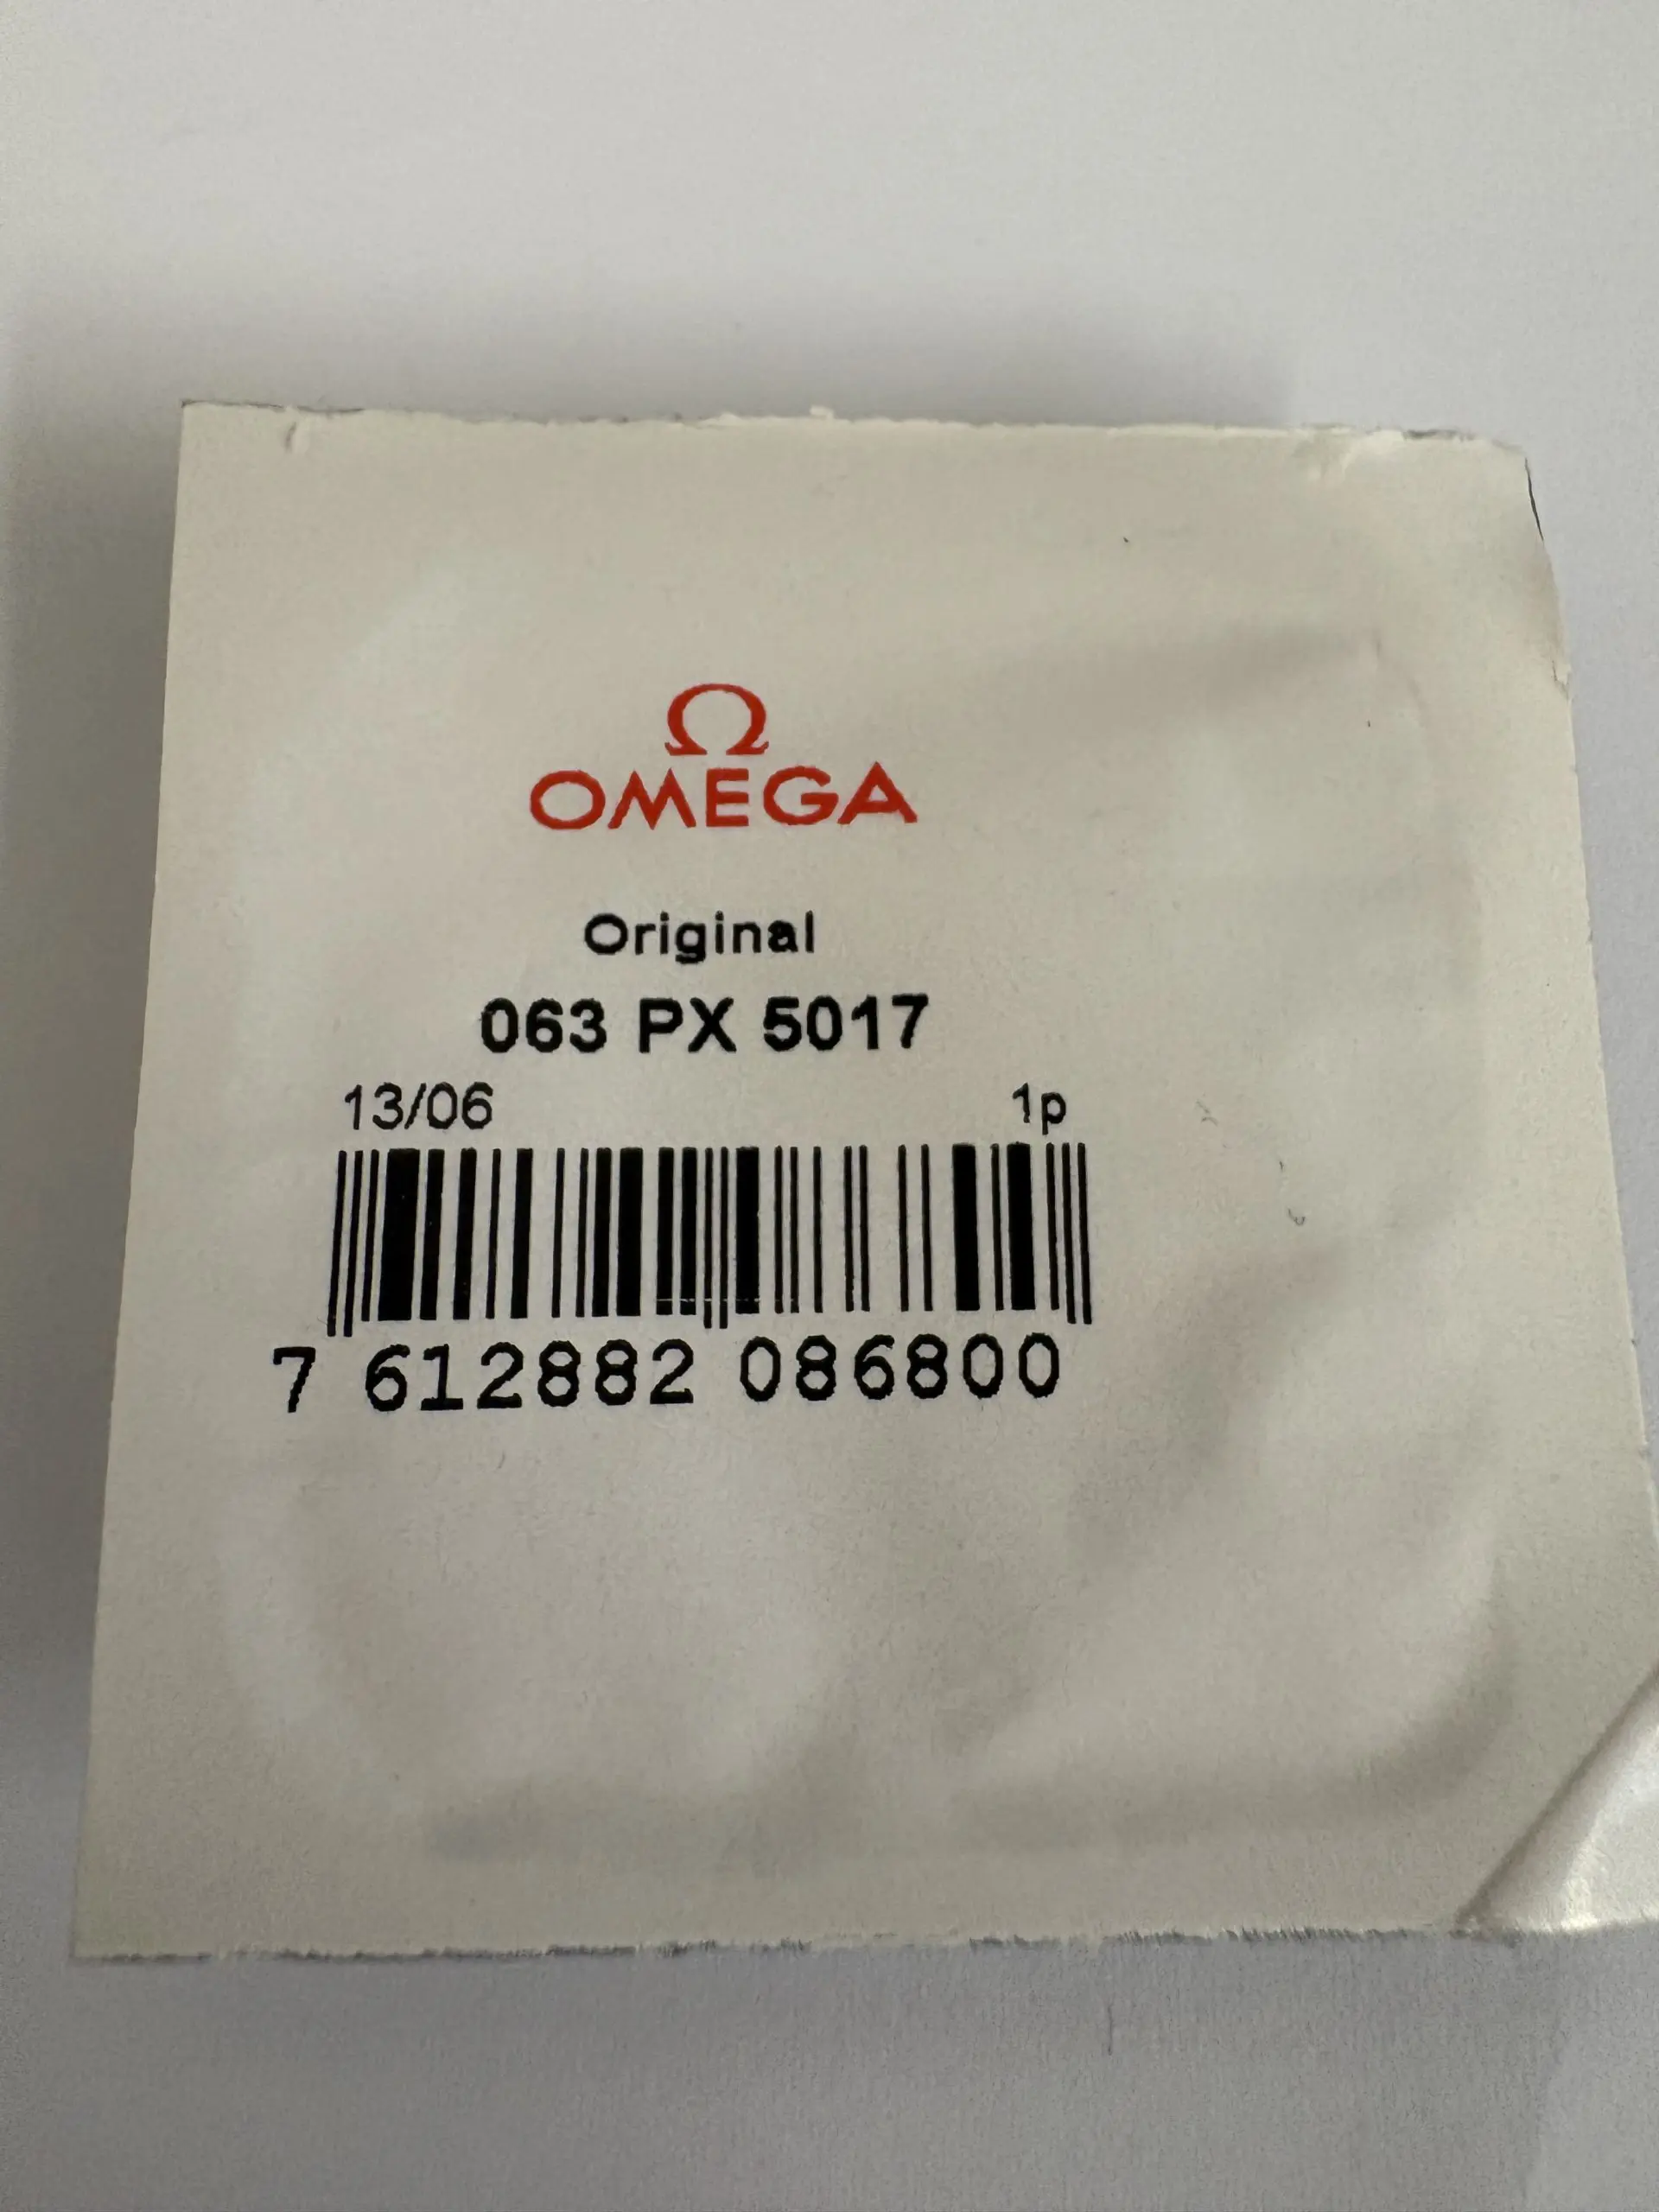 Ω
OMEGA
Original
063 PX 5017
13/06 1p
7 612882 086800